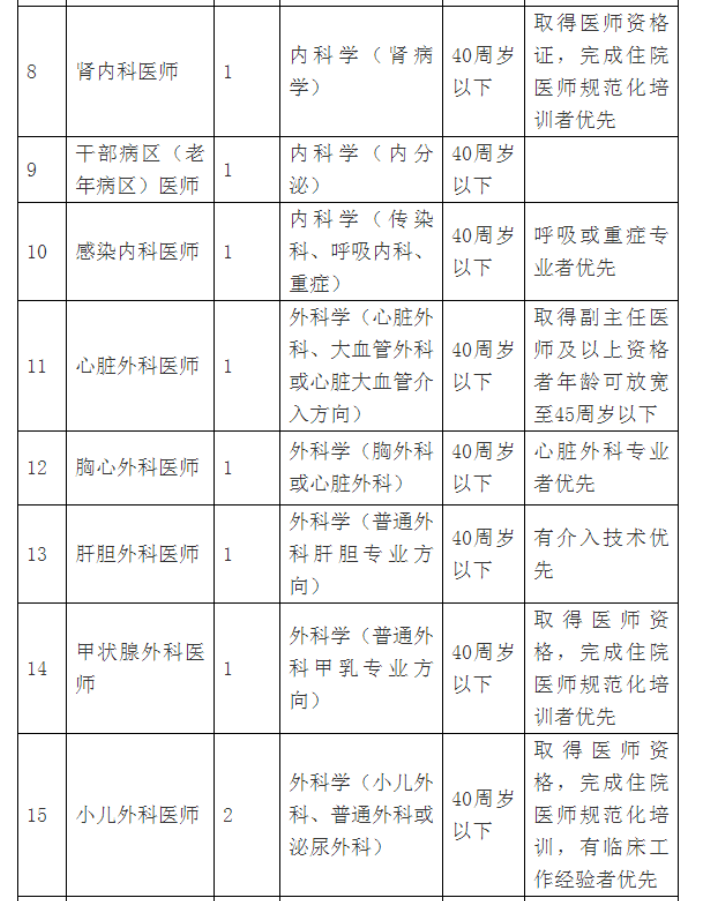 8
肾内科医师
1
内科学（肾病
学）
40周岁
以下
取得医师资格
证，完成住院
医师规范化培
训者优先
9
干部病区（老
年病区）医师
1
内科学（内分
泌）
40周岁
以下
10
感染内科医师
1
内科学（传染
科、呼吸内科、
重症）
40周岁
以下
呼吸或重症专
业者优先
11
心脏外科医师
1
外科学（心脏外
科、大血管外科
或心脏大血管介
入方向）
40周岁
以下
取得副主任医
师及以上资格
者年龄可放宽
至45周岁以下
12
胸心外科医师
1
外科学（胸外科
或心脏外科）
40周岁
以下
心脏外科专业
者优先
13
肝胆外科医师
1
外科学（普通外
科肝胆专业方
向）
40周岁
以下
有介入技术优
先
14
甲状腺外科医
师
1
外科学（普通外
科甲乳专业方
向）
40周岁
以下
取得医师资
格，完成住院
医师规范化培
训者优先
15
小儿外科医师
2
外科学（小儿外
科、普通外科或
泌尿外科）
40周岁
以下
取得医师资
格，完成住院
医师规范化培
训，有临床工
作经验者优先